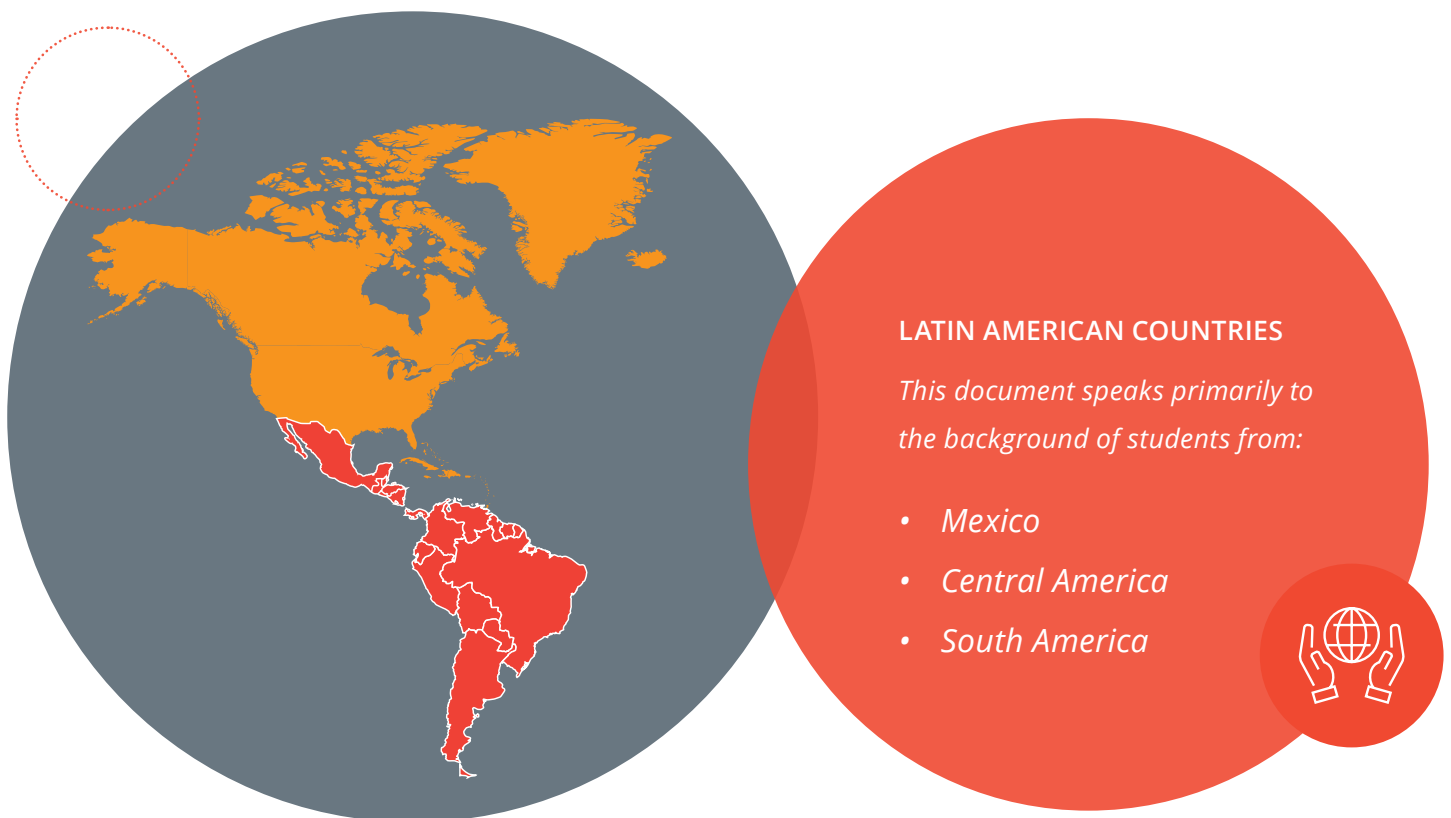 LATIN AMERICAN COUNTRIES
This document speaks primarily to
the background of students from:
• Mexico
• Central America
• South America